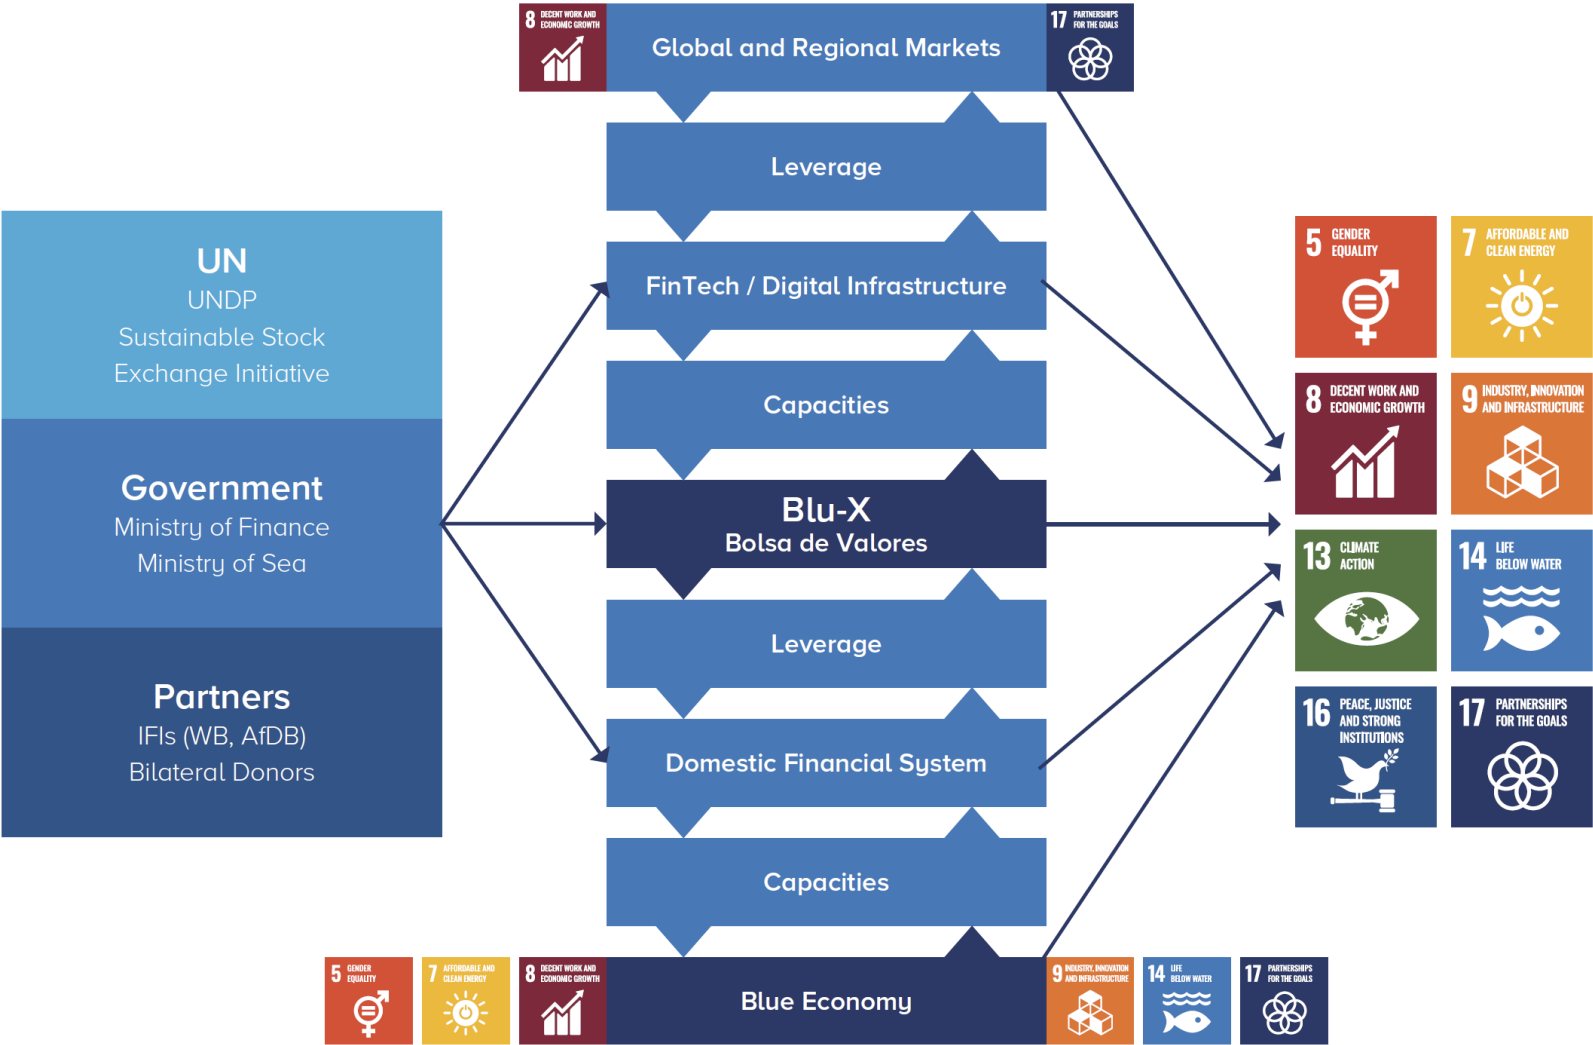 8 DECENT WORK AND
ECONOMIC GROWTH
Global and Regional Markets
17 PARTNERSHIPS
FOR THE GOALS
Leverage
FinTech / Digital Infrastructure
Capacities
Blu-X
Bolsa de Valores
Leverage
Domestic Financial System
Capacities
Blue Economy
UN
UNDP
Sustainable Stock
Exchange Initiative
Government
Ministry of Finance
Ministry of Sea
Partners
IFIs (WB, AfDB)
Bilateral Donors
5 GENDER
EQUALITY
7 AFFORDABLE AND
CLEAN ENERGY
8 DECENT WORK AND
ECONOMIC GROWTH
9 INDUSTRY, INNOVATION
AND INFRASTRUCTURE
13 CLIMATE
ACTION
14 LIFE
BELOW WATER
16 PEACE, JUSTICE
AND STRONG
INSTITUTIONS
17 PARTNERSHIPS
FOR THE GOALS
5 GENDER
EQUALITY
7 AFFORDABLE AND
CLEAN ENERGY
8 DECENT WORK AND
ECONOMIC GROWTH
9 INDUSTRY, INNOVATION
AND INFRASTRUCTURE
14 LIFE
BELOW WATER
17 PARTNERSHIPS
FOR THE GOALS